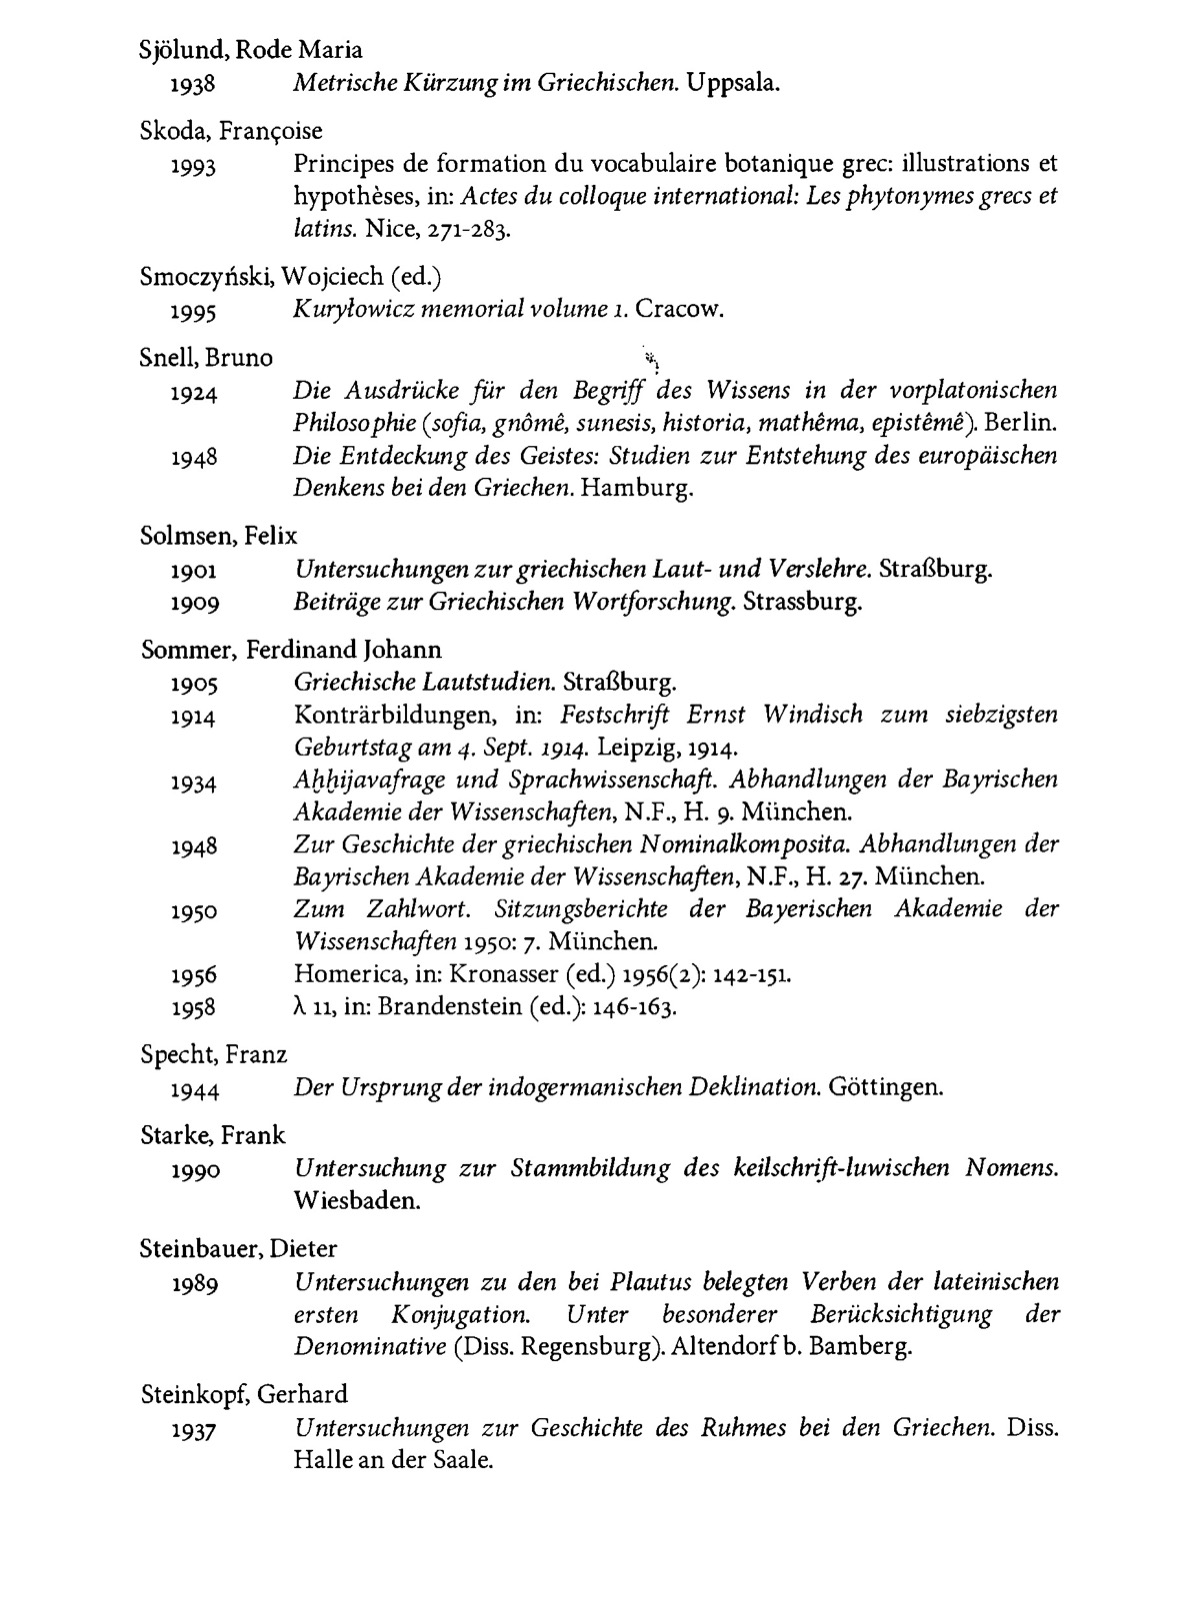 Sjölund, Rode Maria
1938 Metrische Kürzung im Griechischen. Uppsala.
Skoda, Françoise
1993 Principes de formation du vocabulaire botanique grec: illustrations et
hypothèses, in: Actes du colloque international: Les phytonymes grecs et
latins. Nice, 271-283.
Smoczyński, Wojciech (ed.)
1995 Kuryłowicz memorial volume 1. Cracow.
Snell, Bruno
1924 Die Ausdrücke für den Begriff des Wissens in der vorplatonischen
Philosophie (sofia, gnômê, sunesis, historia, mathêma, epistêmê). Berlin.
1948 Die Entdeckung des Geistes: Studien zur Entstehung des europäischen
Denkens bei den Griechen. Hamburg.
Solmsen, Felix
1901 Untersuchungen zur griechischen Laut- und Verslehre. Straßburg.
1909 Beiträge zur Griechischen Wortforschung. Strassburg.
Sommer, Ferdinand Johann
1905 Griechische Lautstudien. Straßburg.
1914 Konträrbildungen, in: Festschrift Ernst Windisch zum siebzigsten
Geburtstag am 4. Sept. 1914. Leipzig, 1914.
1934 Aḫḫijavafrage und Sprachwissenschaft. Abhandlungen der Bayrischen
Akademie der Wissenschaften, N.F., H. 9. München.
1948 Zur Geschichte der griechischen Nominalkomposita. Abhandlungen der
Bayrischen Akademie der Wissenschaften, N.F., H. 27. München.
1950 Zum Zahlwort. Sitzungsberichte der Bayerischen Akademie der
Wissenschaften 1950: 7. München.
1956 Homerica, in: Kronasser (ed.) 1956(2): 142-151.
1958 λ 11, in: Brandenstein (ed.): 146-163.
Specht, Franz
1944 Der Ursprung der indogermanischen Deklination. Göttingen.
Starke, Frank
1990 Untersuchung zur Stammbildung des keilschrift-luwischen Nomens.
Wiesbaden.
Steinbauer, Dieter
1989 Untersuchungen zu den bei Plautus belegten Verben der lateinischen
ersten Konjugation. Unter besonderer Berücksichtigung der
Denominative (Diss. Regensburg). Altendorf b. Bamberg.
Steinkopf, Gerhard
1937 Untersuchungen zur Geschichte des Ruhmes bei den Griechen. Diss.
Halle an der Saale.